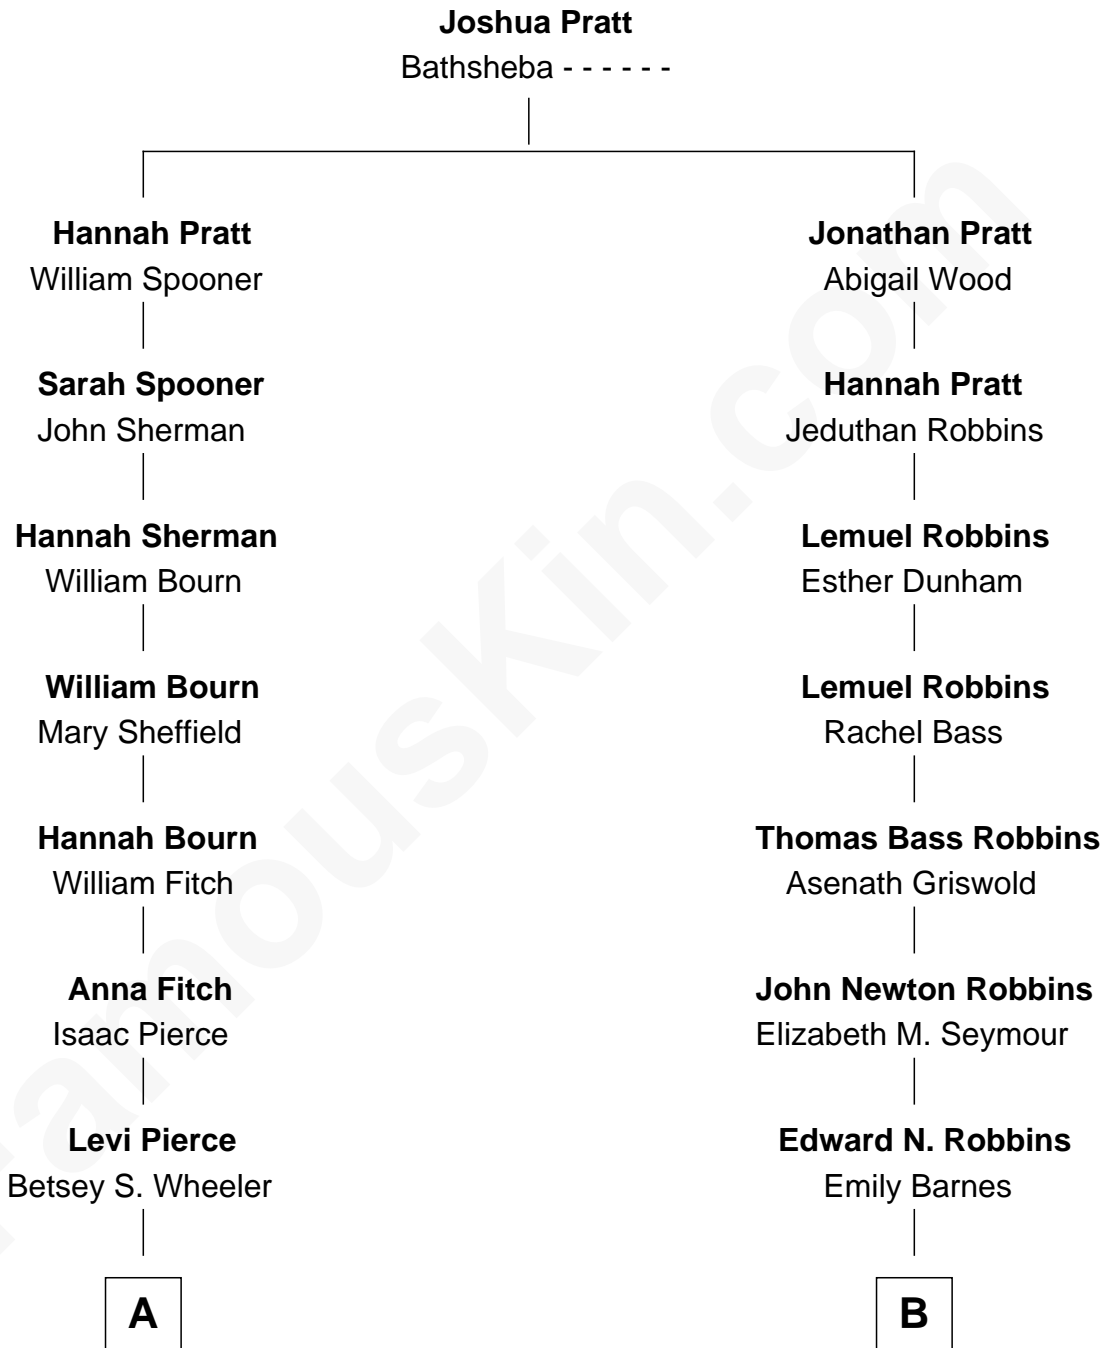 Joshua Pratt
Bathsheba - - - - - -
Hannah Pratt
William Spooner
Sarah Spooner
John Sherman
Hannah Sherman
William Bourn
William Bourn
Mary Sheffield
Hannah Bourn
William Fitch
Anna Fitch
Isaac Pierce
Levi Pierce
Betsey S. Wheeler
A
Jonathan Pratt
Abigail Wood
Hannah Pratt
Jeduthan Robbins
Lemuel Robbins
Esther Dunham
Lemuel Robbins
Rachel Bass
Thomas Bass Robbins
Asenath Griswold
John Newton Robbins
Elizabeth M. Seymour
Edward N. Robbins
Emily Barnes
B
FamousKin.com